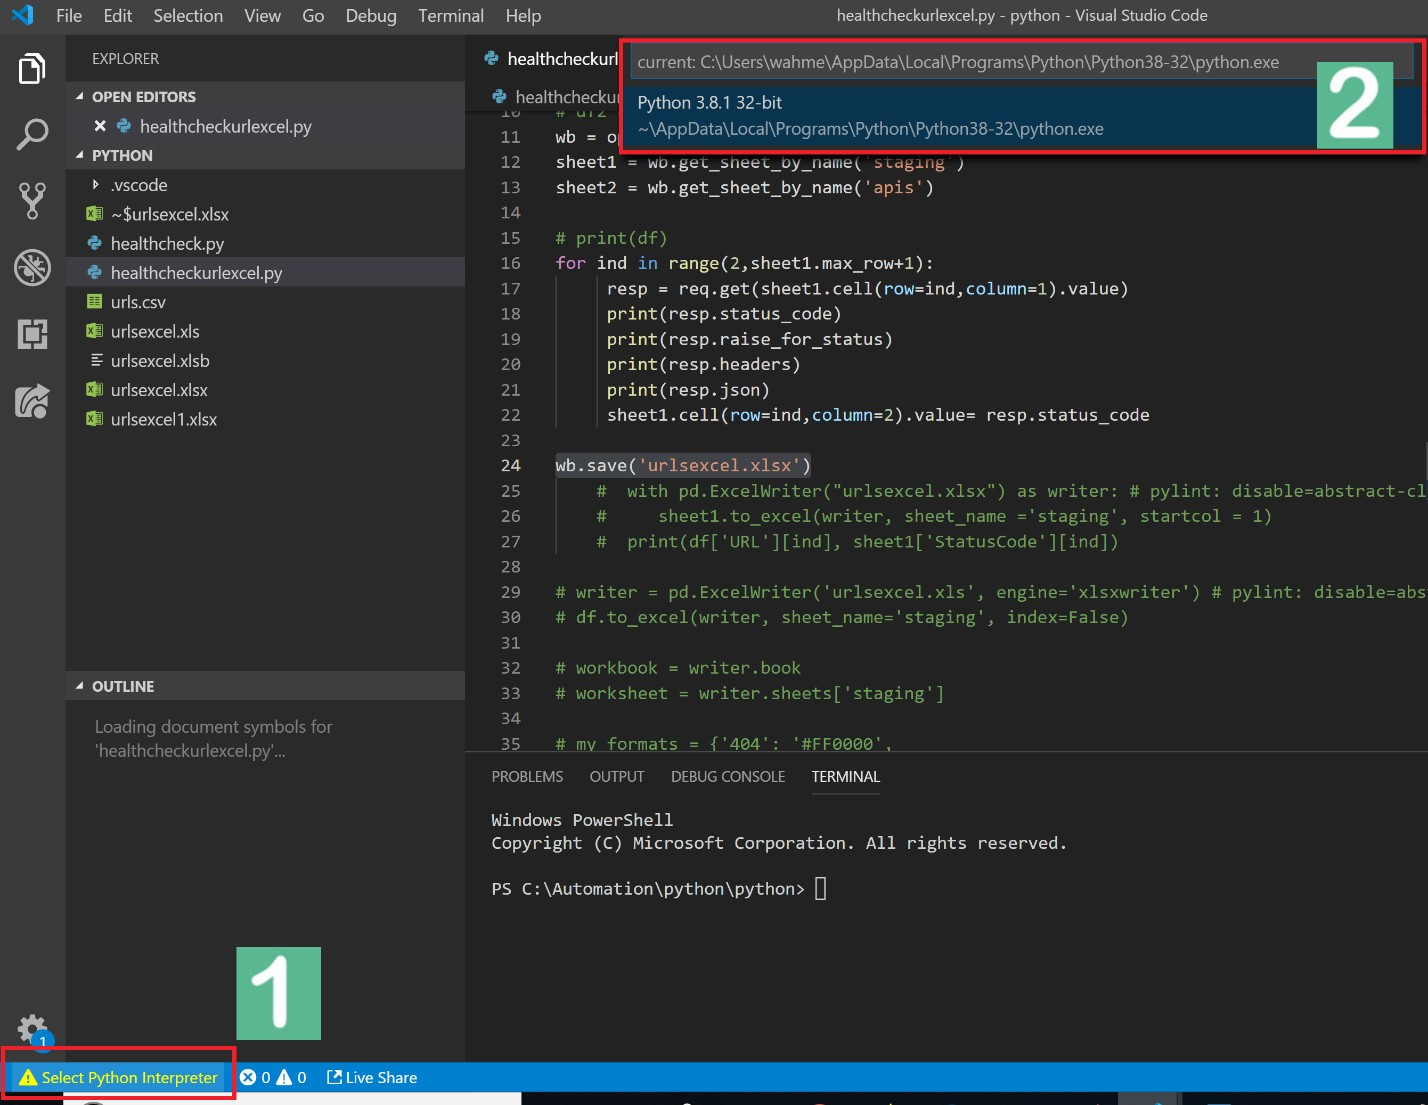 File Edit Selection View Go Debug Terminal Help
healthcheckurlexcel.py - python - Visual Studio Code
EXPLORER
OPEN EDITORS
healthcheckurlexcel.py
PYTHON
.vscode
~$urlsexcel.xlsx
healthcheck.py
healthcheckurlexcel.py
urls.csv
urlsexcel.xls
urlsexcel.xlsb
urlsexcel.xlsx
urlsexcel1.xlsx
OUTLINE
Loading document symbols for
'healthcheckurlexcel.py'...
1
1
Select Python Interpreter 0 0 Live Share
healthcheckurl
healthcheckur
current: C:\Users\wahme\AppData\Local\Programs\Python\Python38-32\python.exe
Python 3.8.1 32-bit
~\AppData\Local\Programs\Python\Python38-32\python.exe
2
10 # df2
11 wb = o
12 sheet1 = wb.get_sheet_by_name('staging')
13 sheet2 = wb.get_sheet_by_name('apis')
14
15 # print(df)
16 for ind in range(2,sheet1.max_row+1):
17 resp = req.get(sheet1.cell(row=ind,column=1).value)
18 print(resp.status_code)
19 print(resp.raise_for_status)
20 print(resp.headers)
21 print(resp.json)
22 sheet1.cell(row=ind,column=2).value= resp.status_code
23
24 wb.save('urlsexcel.xlsx')
25 # with pd.ExcelWriter("urlsexcel.xlsx") as writer: # pylint: disable=abstract-cl
26 # sheet1.to_excel(writer, sheet_name ='staging', startcol = 1)
27 # print(df['URL'][ind], sheet1['StatusCode'][ind])
28
29 # writer = pd.ExcelWriter('urlsexcel.xls', engine='xlsxwriter') # pylint: disable=abs
30 # df.to_excel(writer, sheet_name='staging', index=False)
31
32 # workbook = writer.book
33 # worksheet = writer.sheets['staging']
34
35 # my formats = {'404': '#FF0000',
PROBLEMS OUTPUT DEBUG CONSOLE TERMINAL
Windows PowerShell
Copyright (C) Microsoft Corporation. All rights reserved.
PS C:\Automation\python\python>